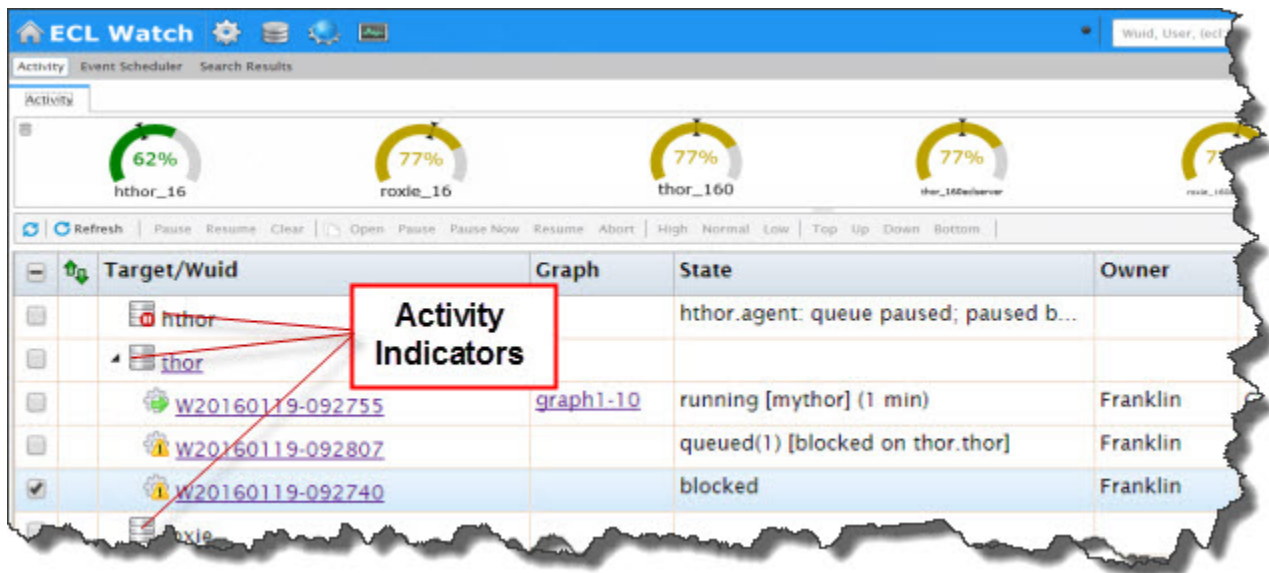 ECL Watch
Wuid, User, (ecl
Activity Event Scheduler Search Results
Activity
62% 77% 77% 77%
hthor_16 roxie_16 thor_160 thor_160eclserver
Refresh Pause Resume Clear Open Pause Pause Now Resume Abort High Normal Low Top Up Down Bottom
Target/Wuid Graph State Owner
hthor hthor.agent: queue paused; paused b...
Activity
Indicators
thor
W20160119-092755 graph1-10 running [mythor] (1 min) Franklin
W20160119-092807 queued(1) [blocked on thor.thor] Franklin
W20160119-092740 blocked Franklin
roxie